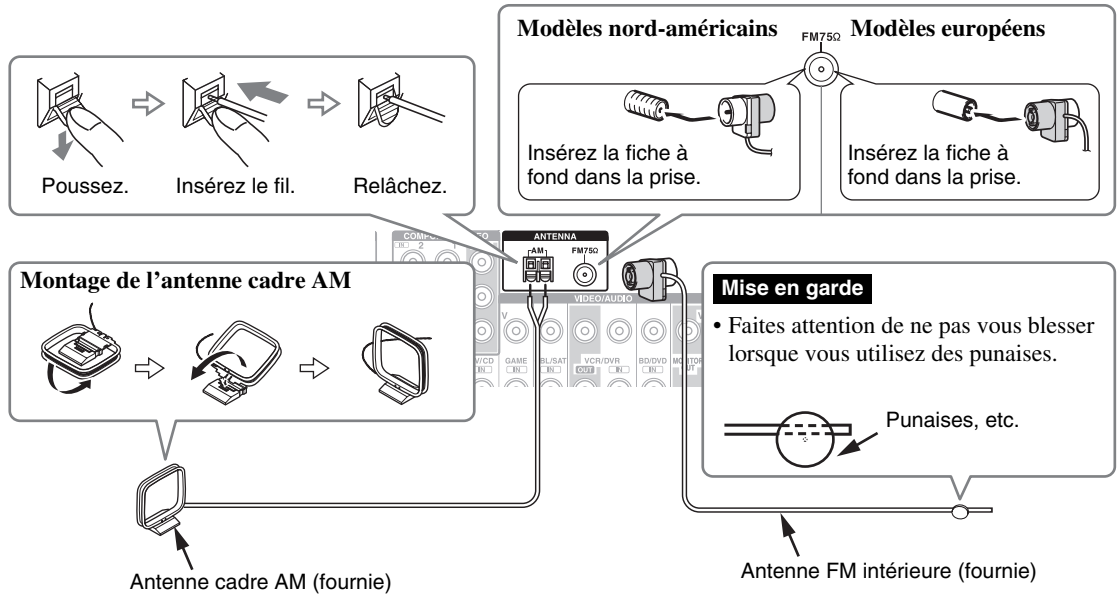 Modèles nord-américains
FM75Ω
Modèles européens
Insérez la fiche à
fond dans la prise.
Insérez la fiche à
fond dans la prise.
Poussez.
Insérez le fil.
Relâchez.
ANTENNA
AM
FM75Ω
IN 2
VIDEO/AUDIO
V
GAME
IN
VCR/DVR
OUT
IN
BD/DVD
IN
Montage de l'antenne cadre AM
Mise en garde
• Faites attention de ne pas vous blesser
lorsque vous utilisez des punaises.
Punaises, etc.
Antenne cadre AM (fournie)
Antenne FM intérieure (fournie)